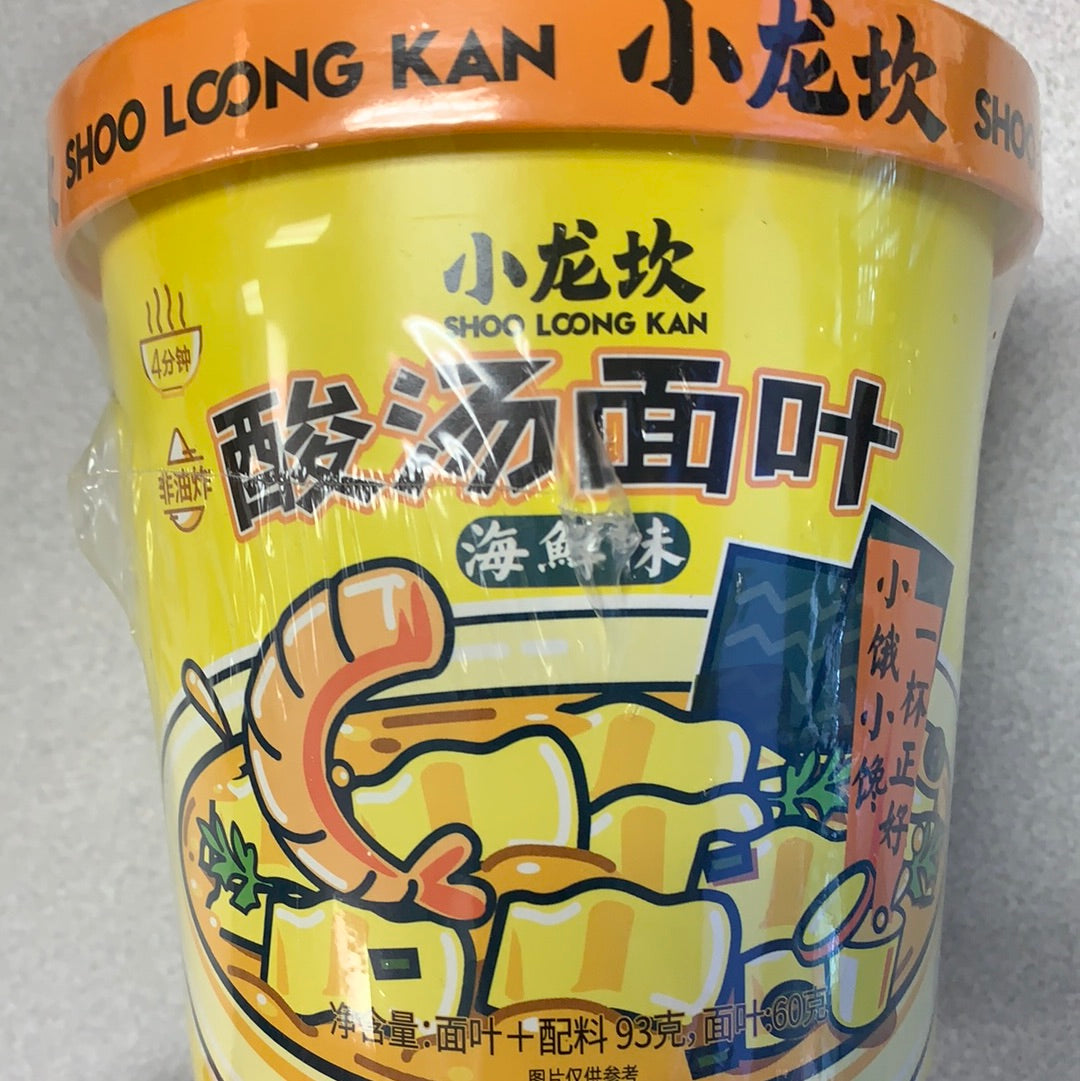 SHOO LOONG KAN 小龙坎 SHOO
小龙坎
SHOO LOONG KAN
4分钟
酸汤面叶
非油炸
海鲜味
小饿小馋
一杯正好
净含量:面叶+配料 93克,面叶:60克
图片仅供参考